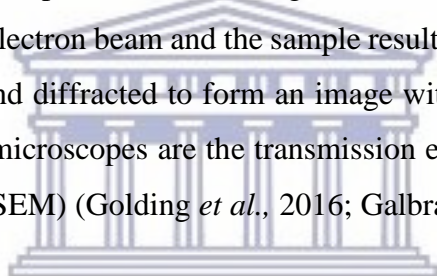 electron beam and the sample result
nd diffracted to form an image wit
microscopes are the transmission e
SEM) (Golding et al., 2016; Galbra